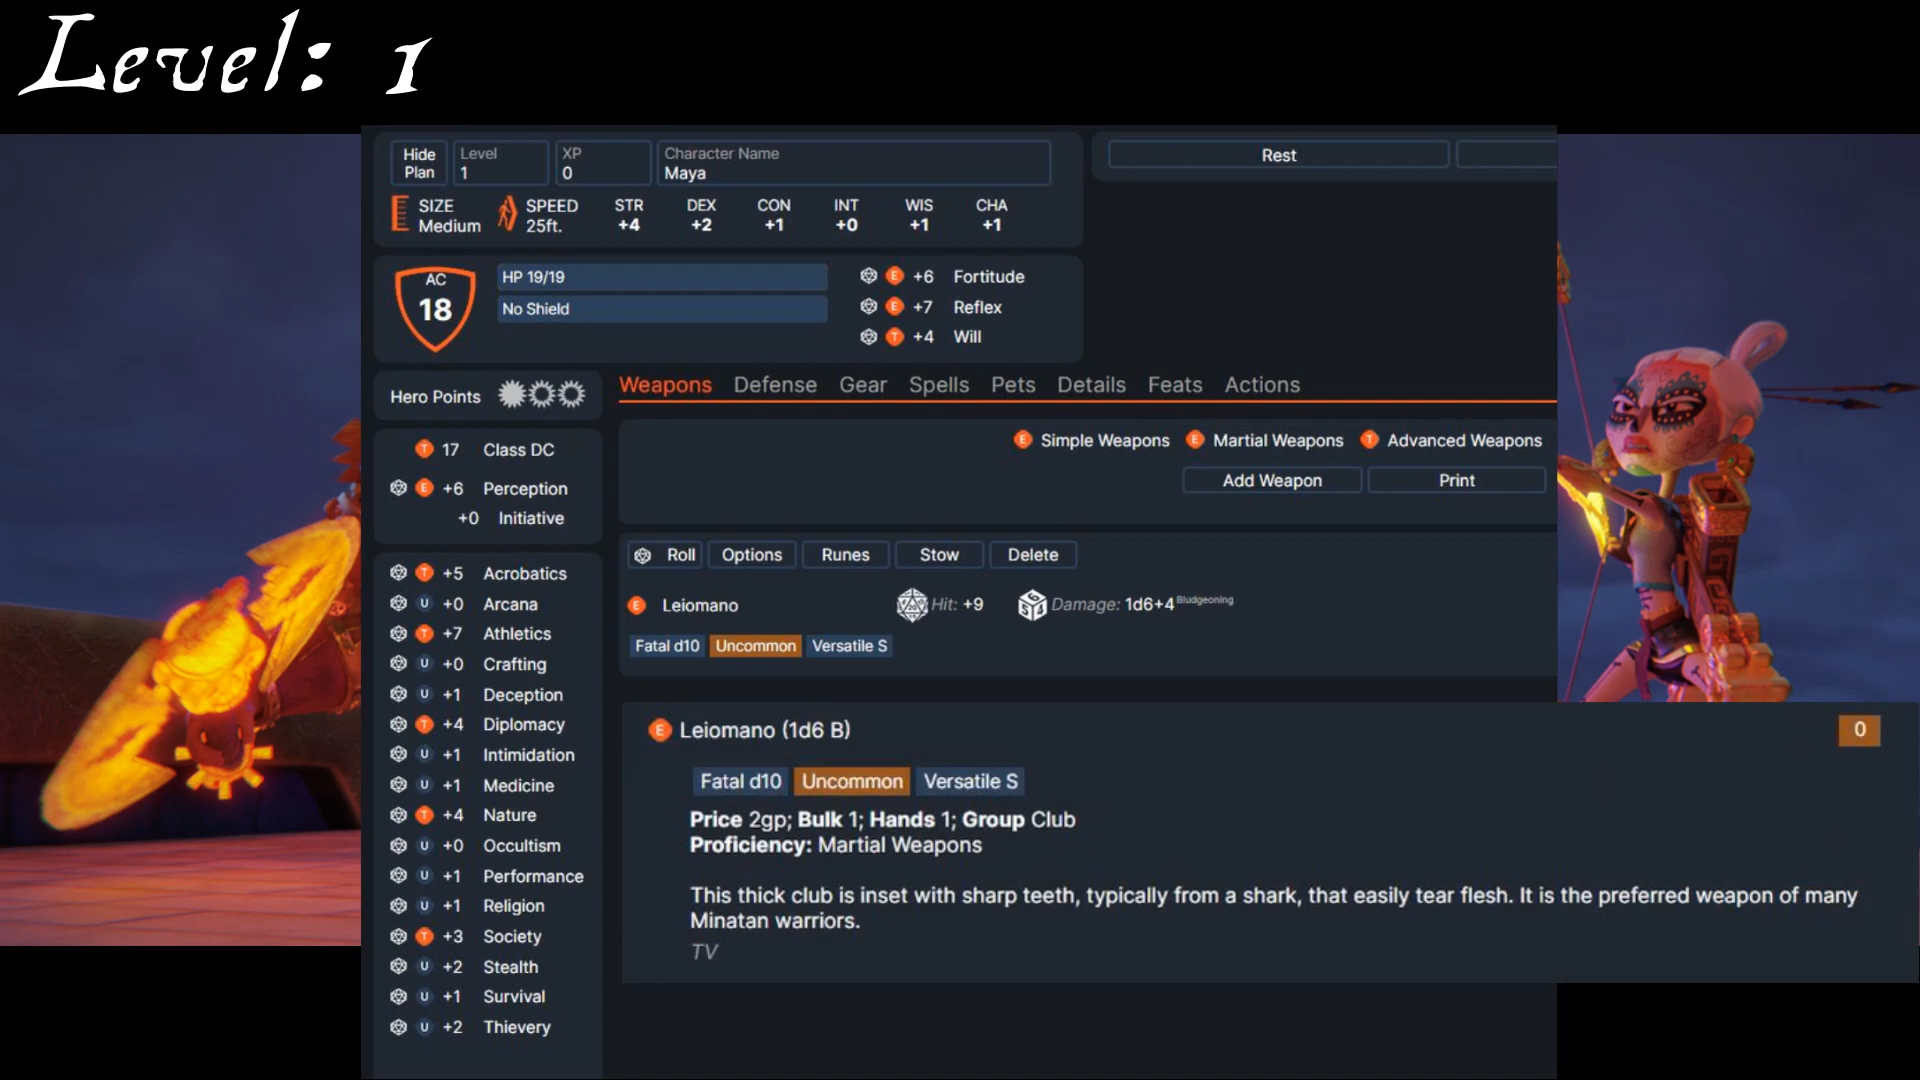 Level: 1
Hide Plan
Level
1
XP
0
Character Name
Maya
Rest
SIZE
Medium
SPEED
25ft.
STR
+4
DEX
+2
CON
+1
INT
+0
WIS
+1
CHA
+1
AC
18
HP 19/19
No Shield
E +6 Fortitude
E +7 Reflex
T +4 Will
Hero Points
Weapons Defense Gear Spells Pets Details Feats Actions
T 17 Class DC
E +6 Perception
+0 Initiative
T +5 Acrobatics
U +0 Arcana
T +7 Athletics
U +0 Crafting
U +1 Deception
T +4 Diplomacy
U +1 Intimidation
U +1 Medicine
T +4 Nature
U +0 Occultism
U +1 Performance
U +1 Religion
T +3 Society
U +2 Stealth
U +1 Survival
U +2 Thievery
E Simple Weapons E Martial Weapons T Advanced Weapons
Add Weapon Print
Roll Options Runes Stow Delete
E Leiomano Hit: +9 Damage: 1d6+4 Bludgeoning
Fatal d10 Uncommon Versatile S
E Leiomano (1d6 B) 0
Fatal d10 Uncommon Versatile S
Price 2gp; Bulk 1; Hands 1; Group Club
Proficiency: Martial Weapons
This thick club is inset with sharp teeth, typically from a shark, that easily tear flesh. It is the preferred weapon of many
Minatan warriors.
TV